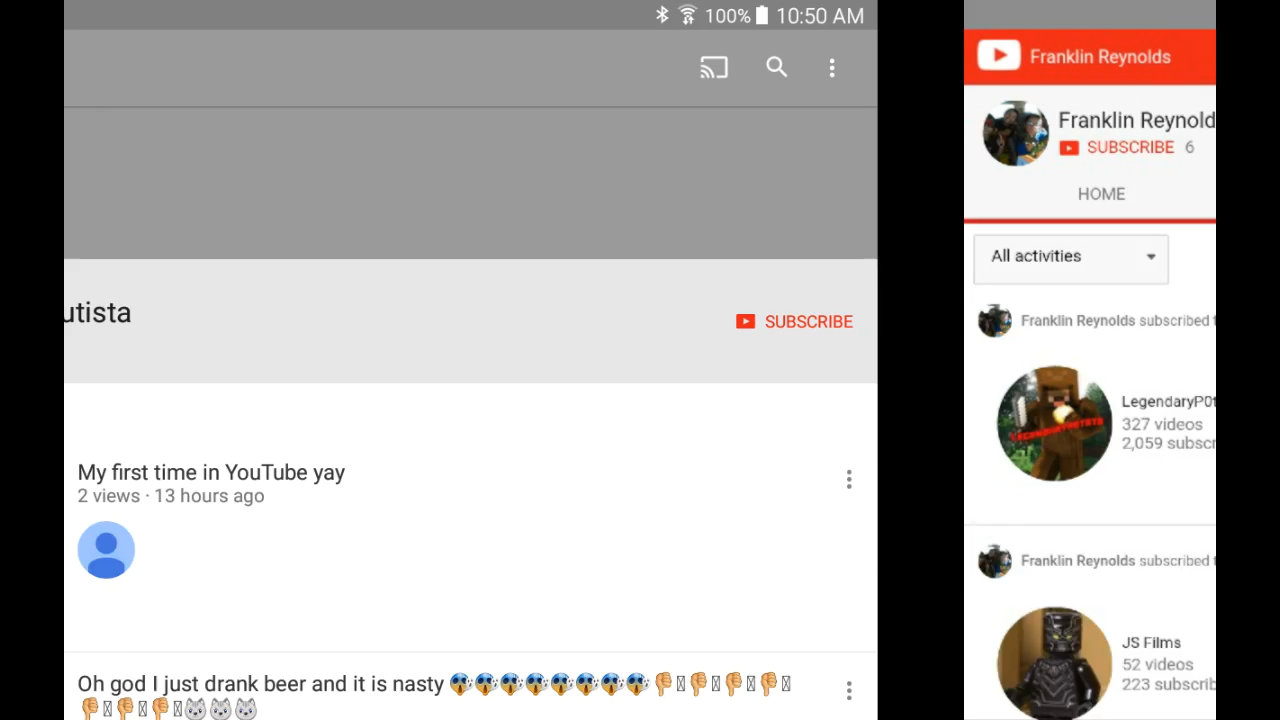 100% 10:50 AM
utista
SUBSCRIBE
My first time in YouTube yay
2 views · 13 hours ago
Oh god I just drank beer and it is nasty 😱😱😱😱😱😱😱😱👎👎👎👎
👎👎👎🐺🐺🐺
Franklin Reynolds
Franklin Reynold
SUBSCRIBE 6
HOME
All activities
Franklin Reynolds subscribed t
LegendaryP0t
327 videos
2,059 subscr
Franklin Reynolds subscribed t
JS Films
52 videos
223 subscrib